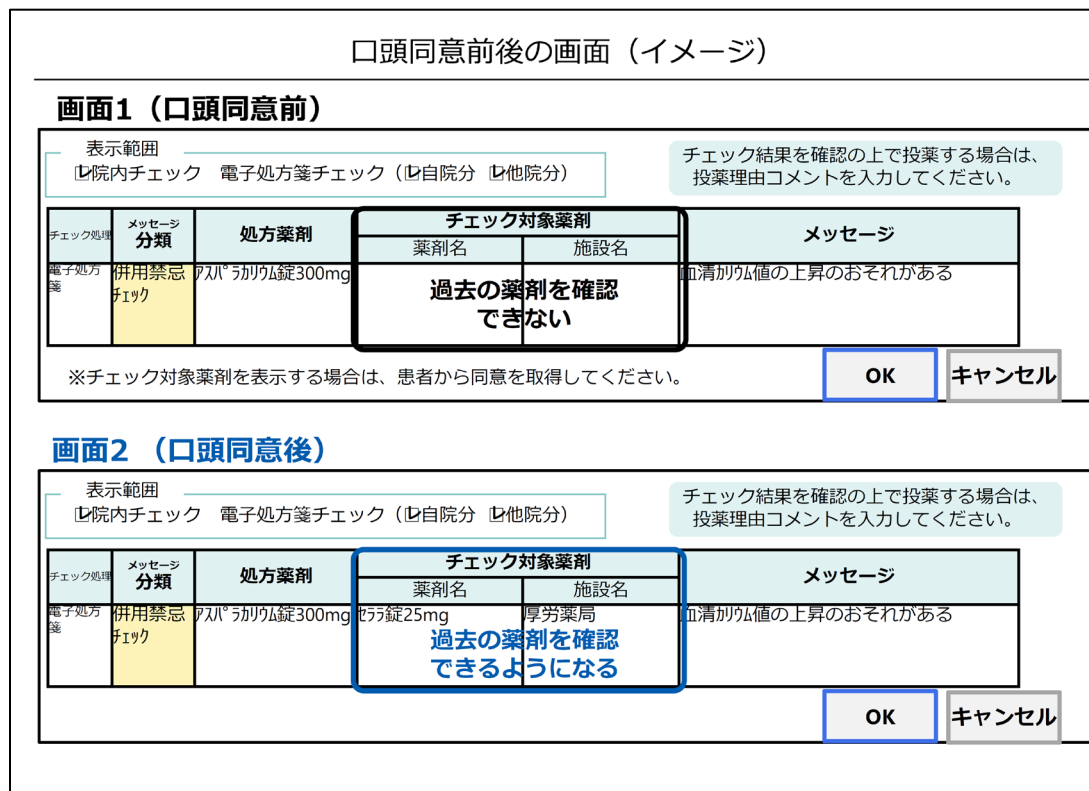 口頭同意前後の画面（イメージ）
画面1（口頭同意前）
表示範囲
院内チェック 電子処方箋チェック（自院分 他院分）
チェック結果を確認の上で投薬する場合は、
投薬理由コメントを入力してください。
チェック処理
メッセージ
分類
処方薬剤
チェック対象薬剤
薬剤名 施設名
メッセージ
電子処方
箋
併用禁忌
ﾁｪｯｸ
ｱｽﾊﾟﾗｶﾘｳﾑ錠300mg
過去の薬剤を確認
できない
血清ｶﾘｳﾑ値の上昇のおそれがある
※チェック対象薬剤を表示する場合は、患者から同意を取得してください。
OK キャンセル
画面2 （口頭同意後）
表示範囲
院内チェック 電子処方箋チェック（自院分 他院分）
チェック結果を確認の上で投薬する場合は、
投薬理由コメントを入力してください。
チェック処理
メッセージ
分類
処方薬剤
チェック対象薬剤
薬剤名 施設名
メッセージ
電子処方
箋
併用禁忌
ﾁｪｯｸ
ｱｽﾊﾟﾗｶﾘｳﾑ錠300mg
ｾﾗﾗ錠25mg
厚労薬局
過去の薬剤を確認
できるようになる
血清ｶﾘｳﾑ値の上昇のおそれがある
OK キャンセル